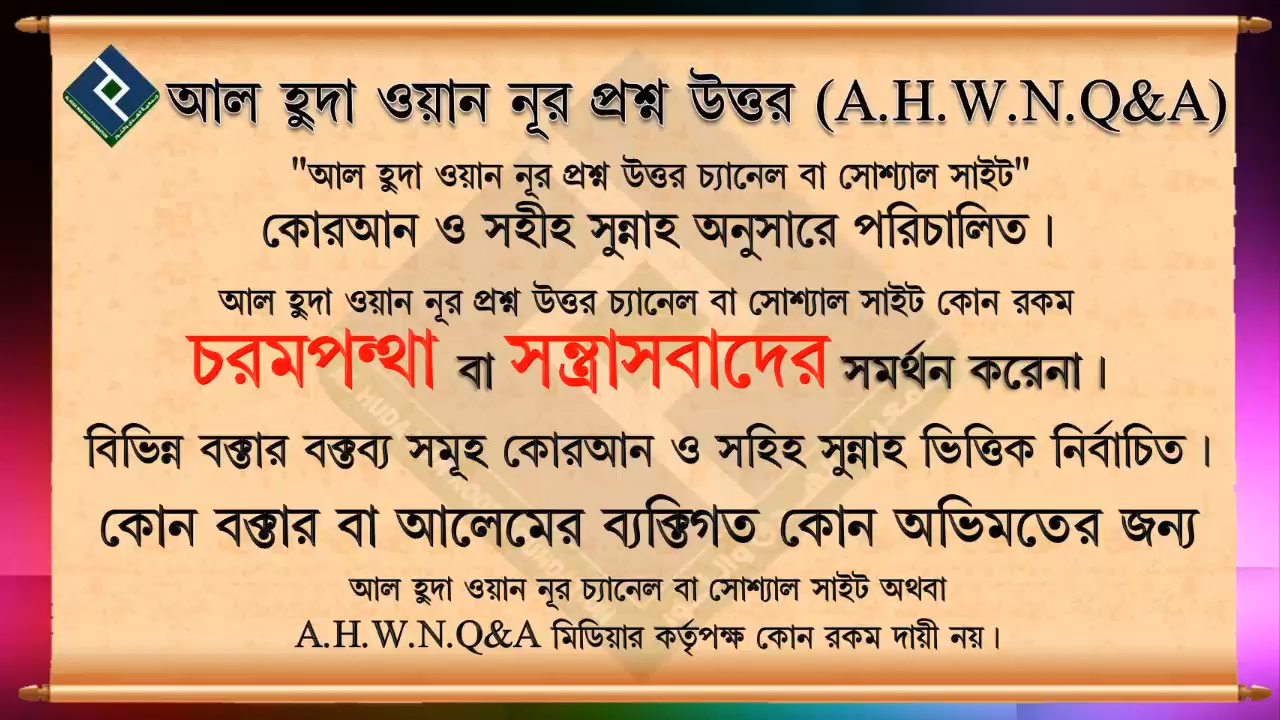 আল হুদা ওয়ান নূর প্রশ্ন উত্তর (A.H.W.N.Q&A)
"আল হুদা ওয়ান নূর প্রশ্ন উত্তর চ্যানেল বা সোশ্যাল সাইট"
কোরআন ও সহীহ সুন্নাহ অনুসারে পরিচালিত।
আল হুদা ওয়ান নূর প্রশ্ন উত্তর চ্যানেল বা সোশ্যাল সাইট কোন রকম
চরমপন্থা বা সন্ত্রাসবাদের সমর্থন করেনা।
বিভিন্ন বক্তার বক্তব্য সমূহ কোরআন ও সহিহ সুন্নাহ ভিত্তিক নির্বাচিত।
কোন বক্তার বা আলেমের ব্যক্তিগত কোন অভিমতের জন্য
আল হুদা ওয়ান নূর চ্যানেল বা সোশ্যাল সাইট অথবা
A.H.W.N.Q&A মিডিয়ার কর্তৃপক্ষ কোন রকম দায়ী নয়।